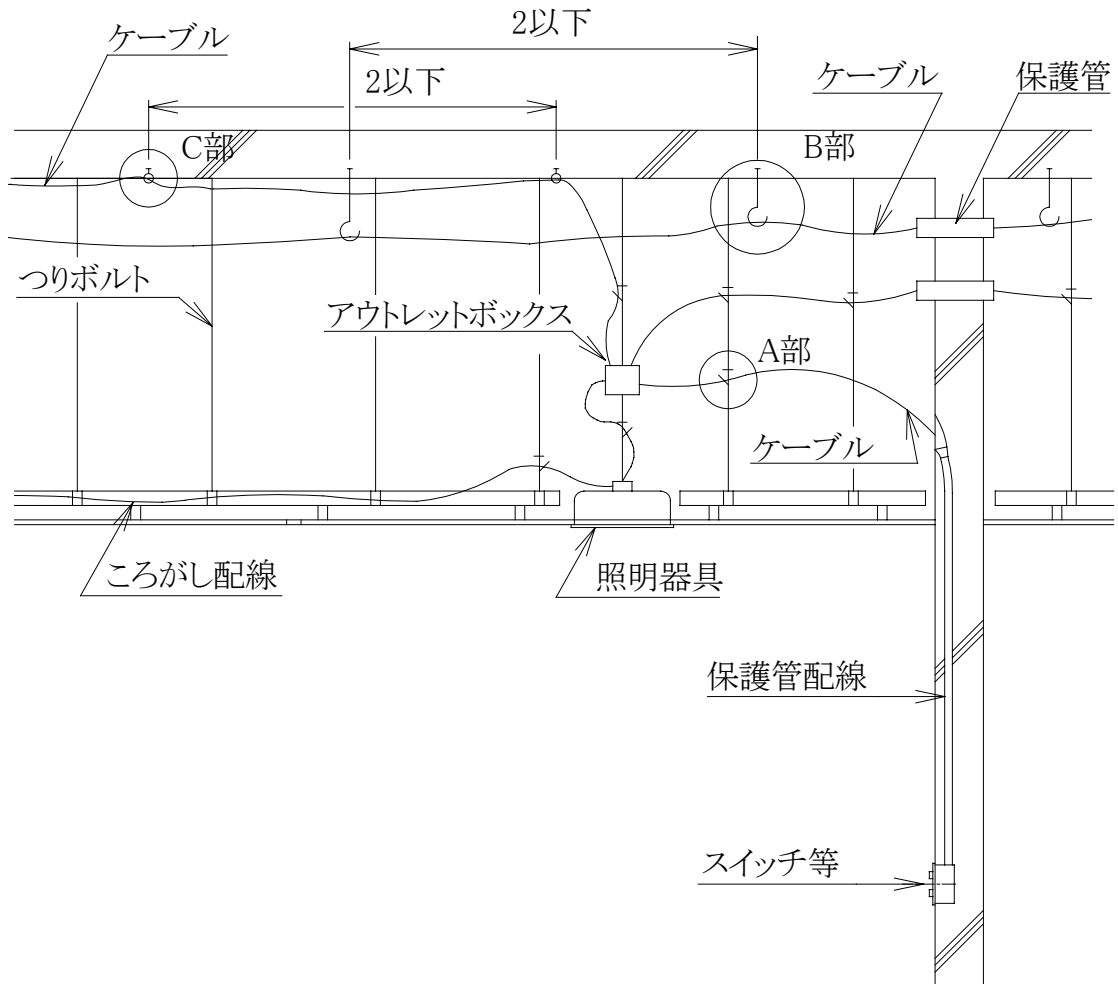 2以下
ケーブル
2以下
ケーブル
保護管
C部
B部
つりボルト
アウトレットボックス
A部
ケーブル
ころがし配線
照明器具
保護管配線
スイッチ等